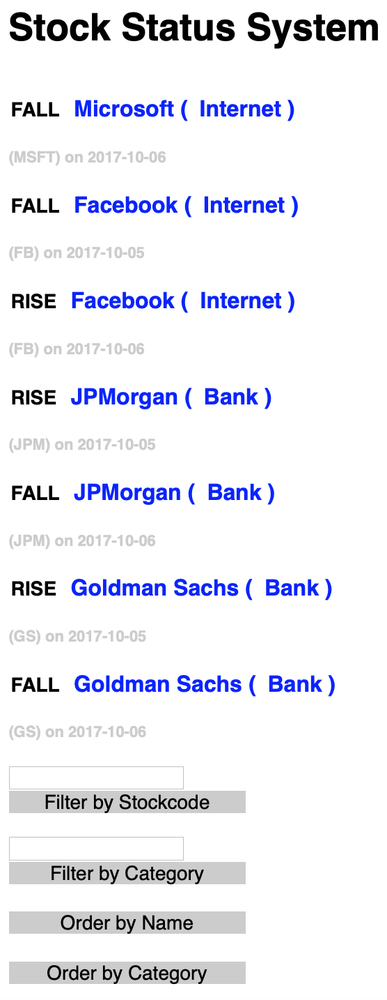 Stock Status System
FALL Microsoft ( Internet )
(MSFT) on 2017-10-06
FALL Facebook ( Internet )
(FB) on 2017-10-05
RISE Facebook ( Internet )
(FB) on 2017-10-06
RISE JPMorgan ( Bank )
(JPM) on 2017-10-05
FALL JPMorgan ( Bank )
(JPM) on 2017-10-06
RISE Goldman Sachs ( Bank )
(GS) on 2017-10-05
FALL Goldman Sachs ( Bank )
(GS) on 2017-10-06
Filter by Stockcode
Filter by Category
Order by Name
Order by Category